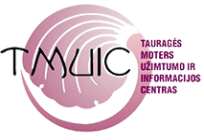 TMUIC
TAURAGĖS
MOTERS
UŽIMTUMO IR
INFORMACIJOS
CENTRAS